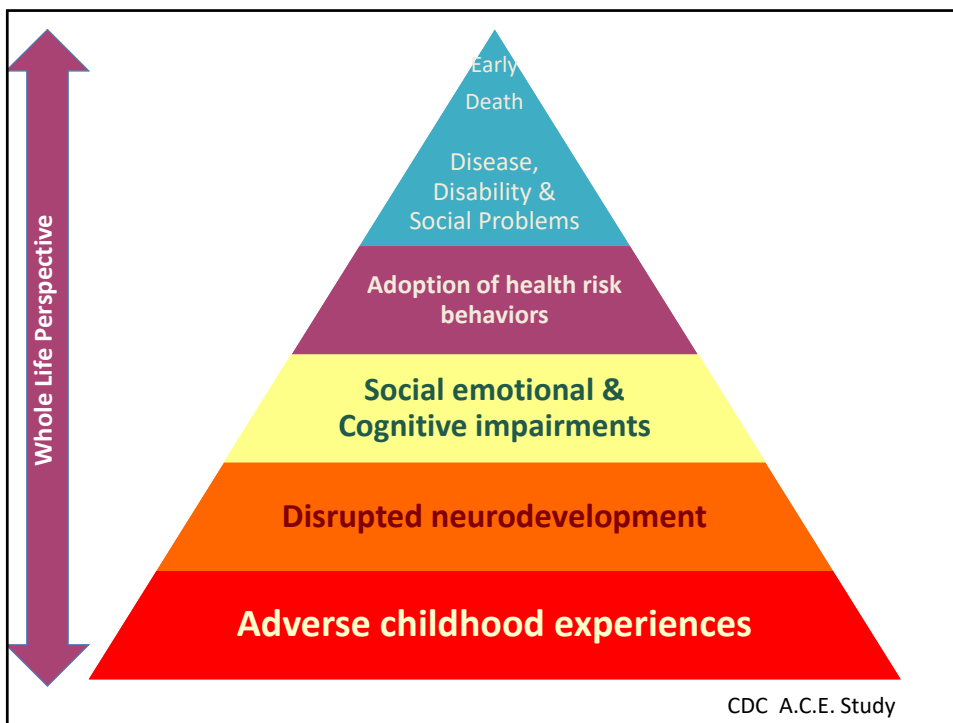 Whole Life Perspective
Early
Death
Disease,
Disability &
Social Problems
Adoption of health risk
behaviors
Social emotional &
Cognitive impairments
Disrupted neurodevelopment
Adverse childhood experiences
CDC A.C.E. Study